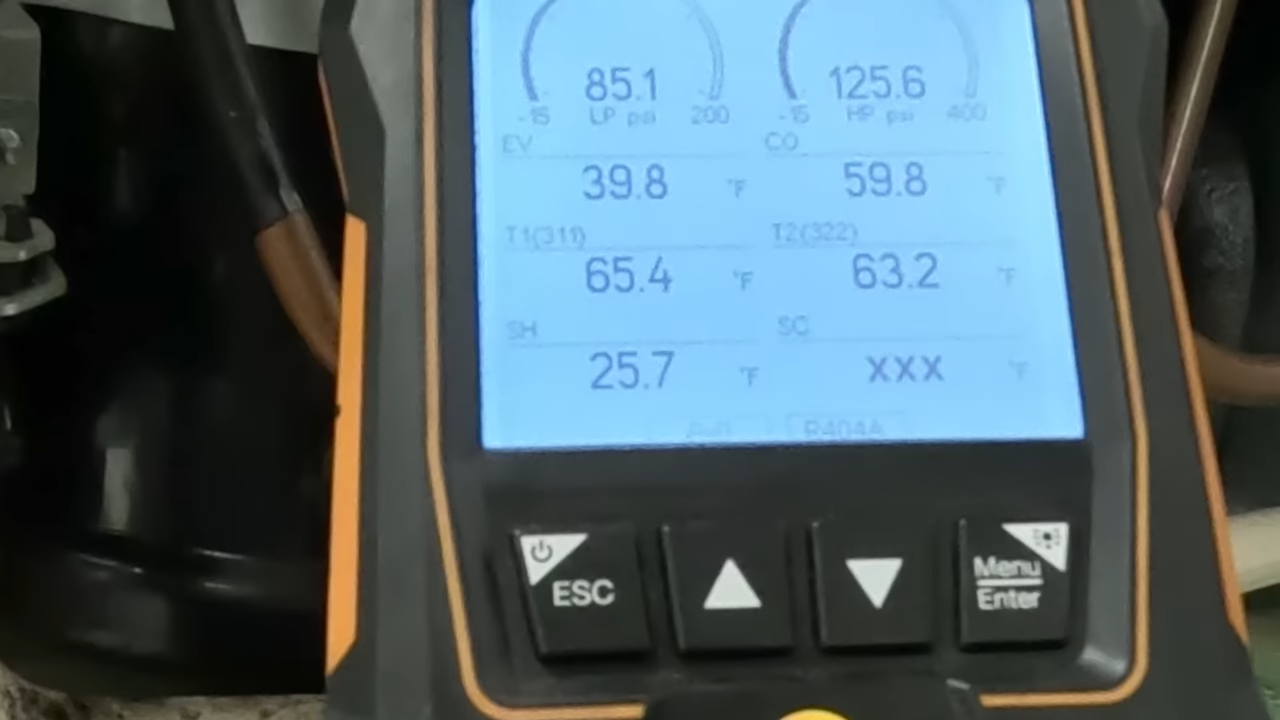 85.1 125.6
-15 LP psi 200 -15 HP psi 400
EV CO
39.8 °F 59.8 °F
T1(311) T2(322)
65.4 °F 63.2 °F
SH SC
25.7 °F xxx °F
R404A
ESC Menu
Enter